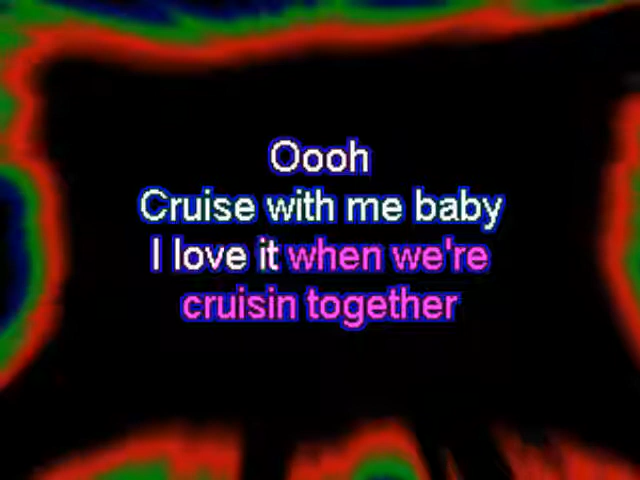 Oooh
Cruise with me baby
I love it when we're
cruisin together